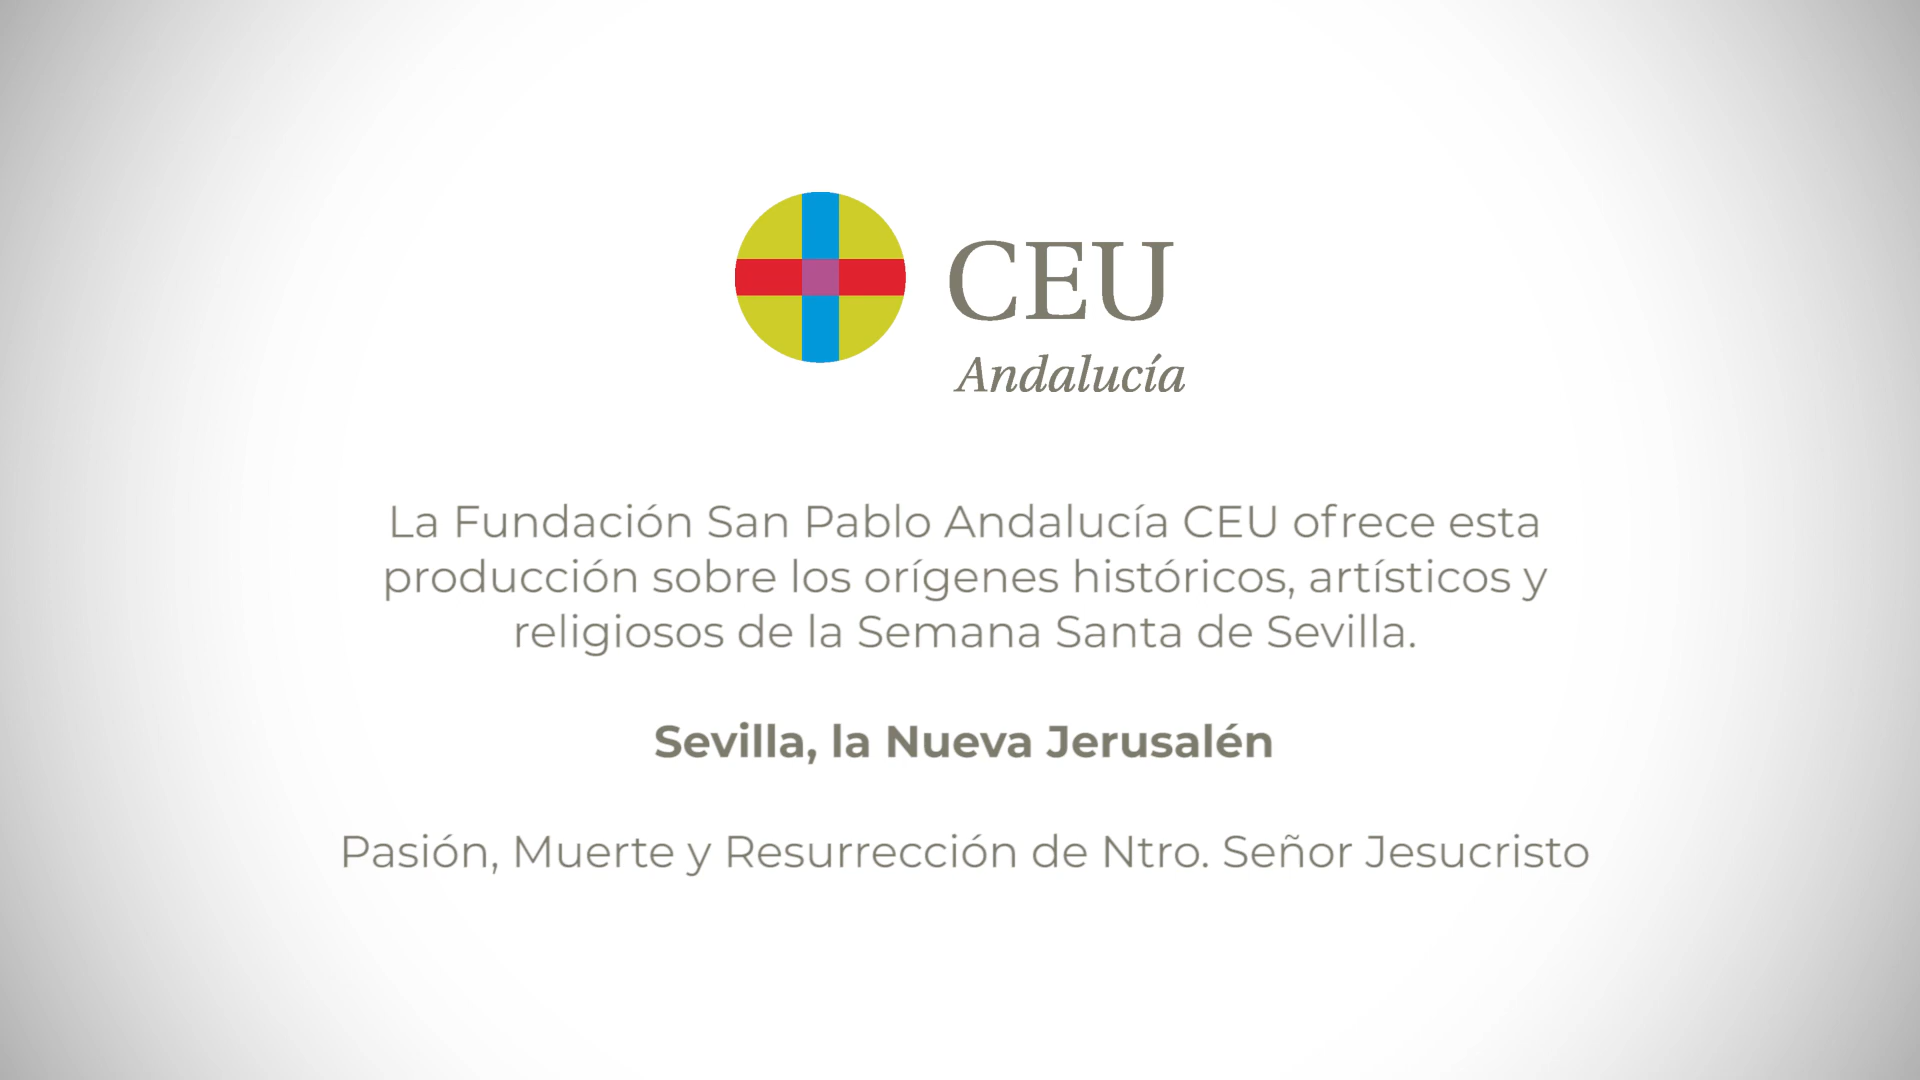 CEU
Andalucía
La Fundación San Pablo Andalucía CEU ofrece esta
producción sobre los orígenes históricos, artísticos y
religiosos de la Semana Santa de Sevilla.
Sevilla, la Nueva Jerusalén
Pasión, Muerte y Resurrección de Ntro. Señor Jesucristo